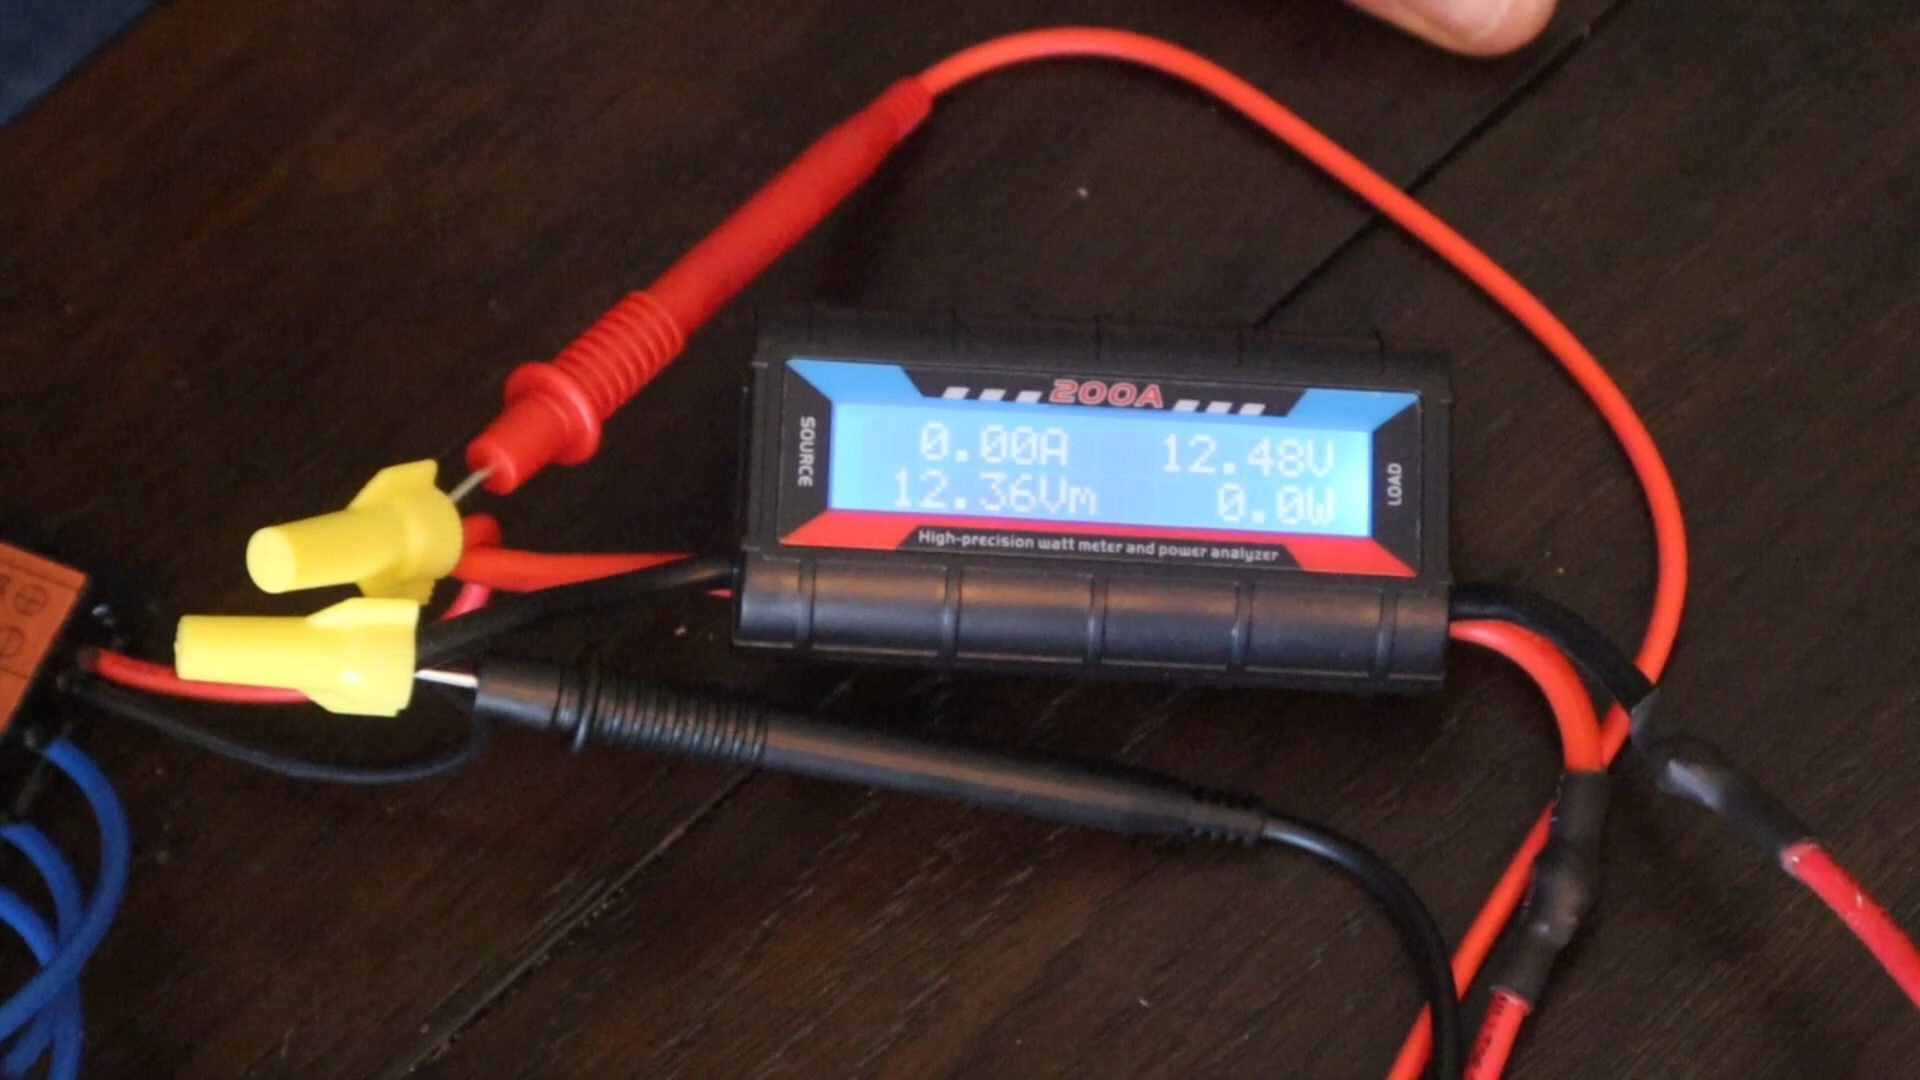 200A
SOURCE
0.00A 12.48V
12.36Vm 0.0W
LOAD
High-precision watt meter and power analyzer